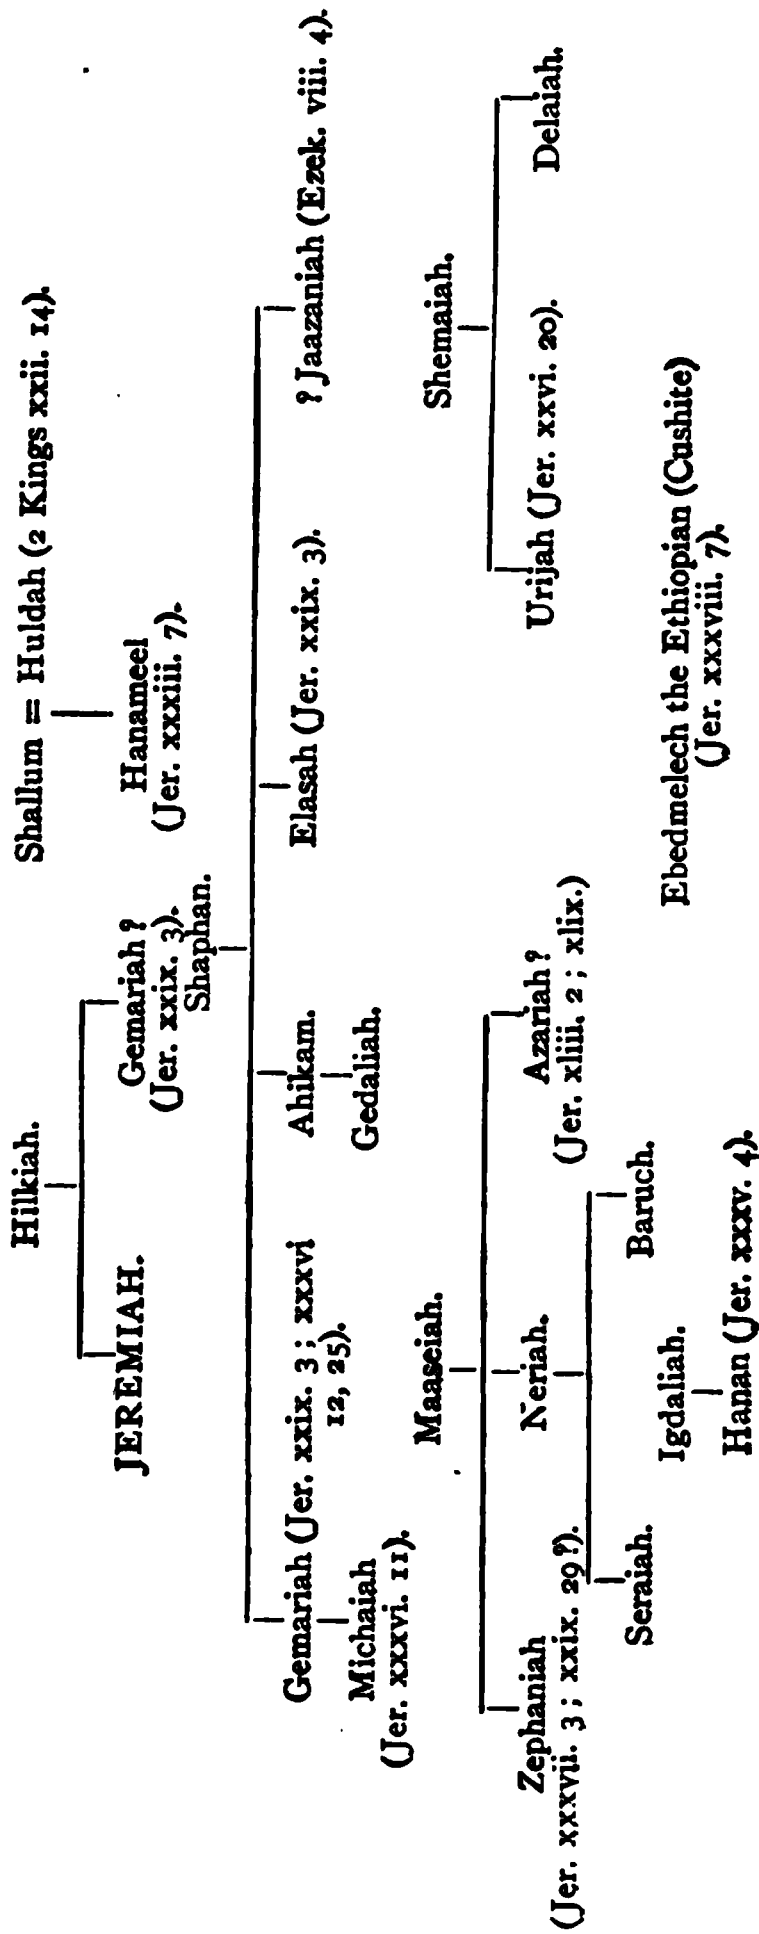 Hilkiah.
Shallum = Huldah (2 Kings xxii. 14).
JEREMIAH.
Gemariah?
(Jer. xxix. 3).
Hanameel
(Jer. xxxiii. 7).
Shaphan.
Gemariah (Jer. xxix. 3; xxxvi
12, 25).
Ahikam.
Elasah (Jer. xxix. 3).
? Jaazaniah (Ezek. viii. 4).
Michaiah
(Jer. xxxvi. 11).
Gedaliah.
Maaseiah.
Shemaiah.
Zephaniah
(Jer. xxxvii. 3; xxix. 29?).
Neriah.
Azariah?
(Jer. xliii. 2; xlix.)
Urijah (Jer. xxvi. 20).
Delaiah.
Seraiah.
Baruch.
Igdaliah.
Hanan (Jer. xxxv. 4).
Ebedmelech the Ethiopian (Cushite)
(Jer. xxxviii. 7).